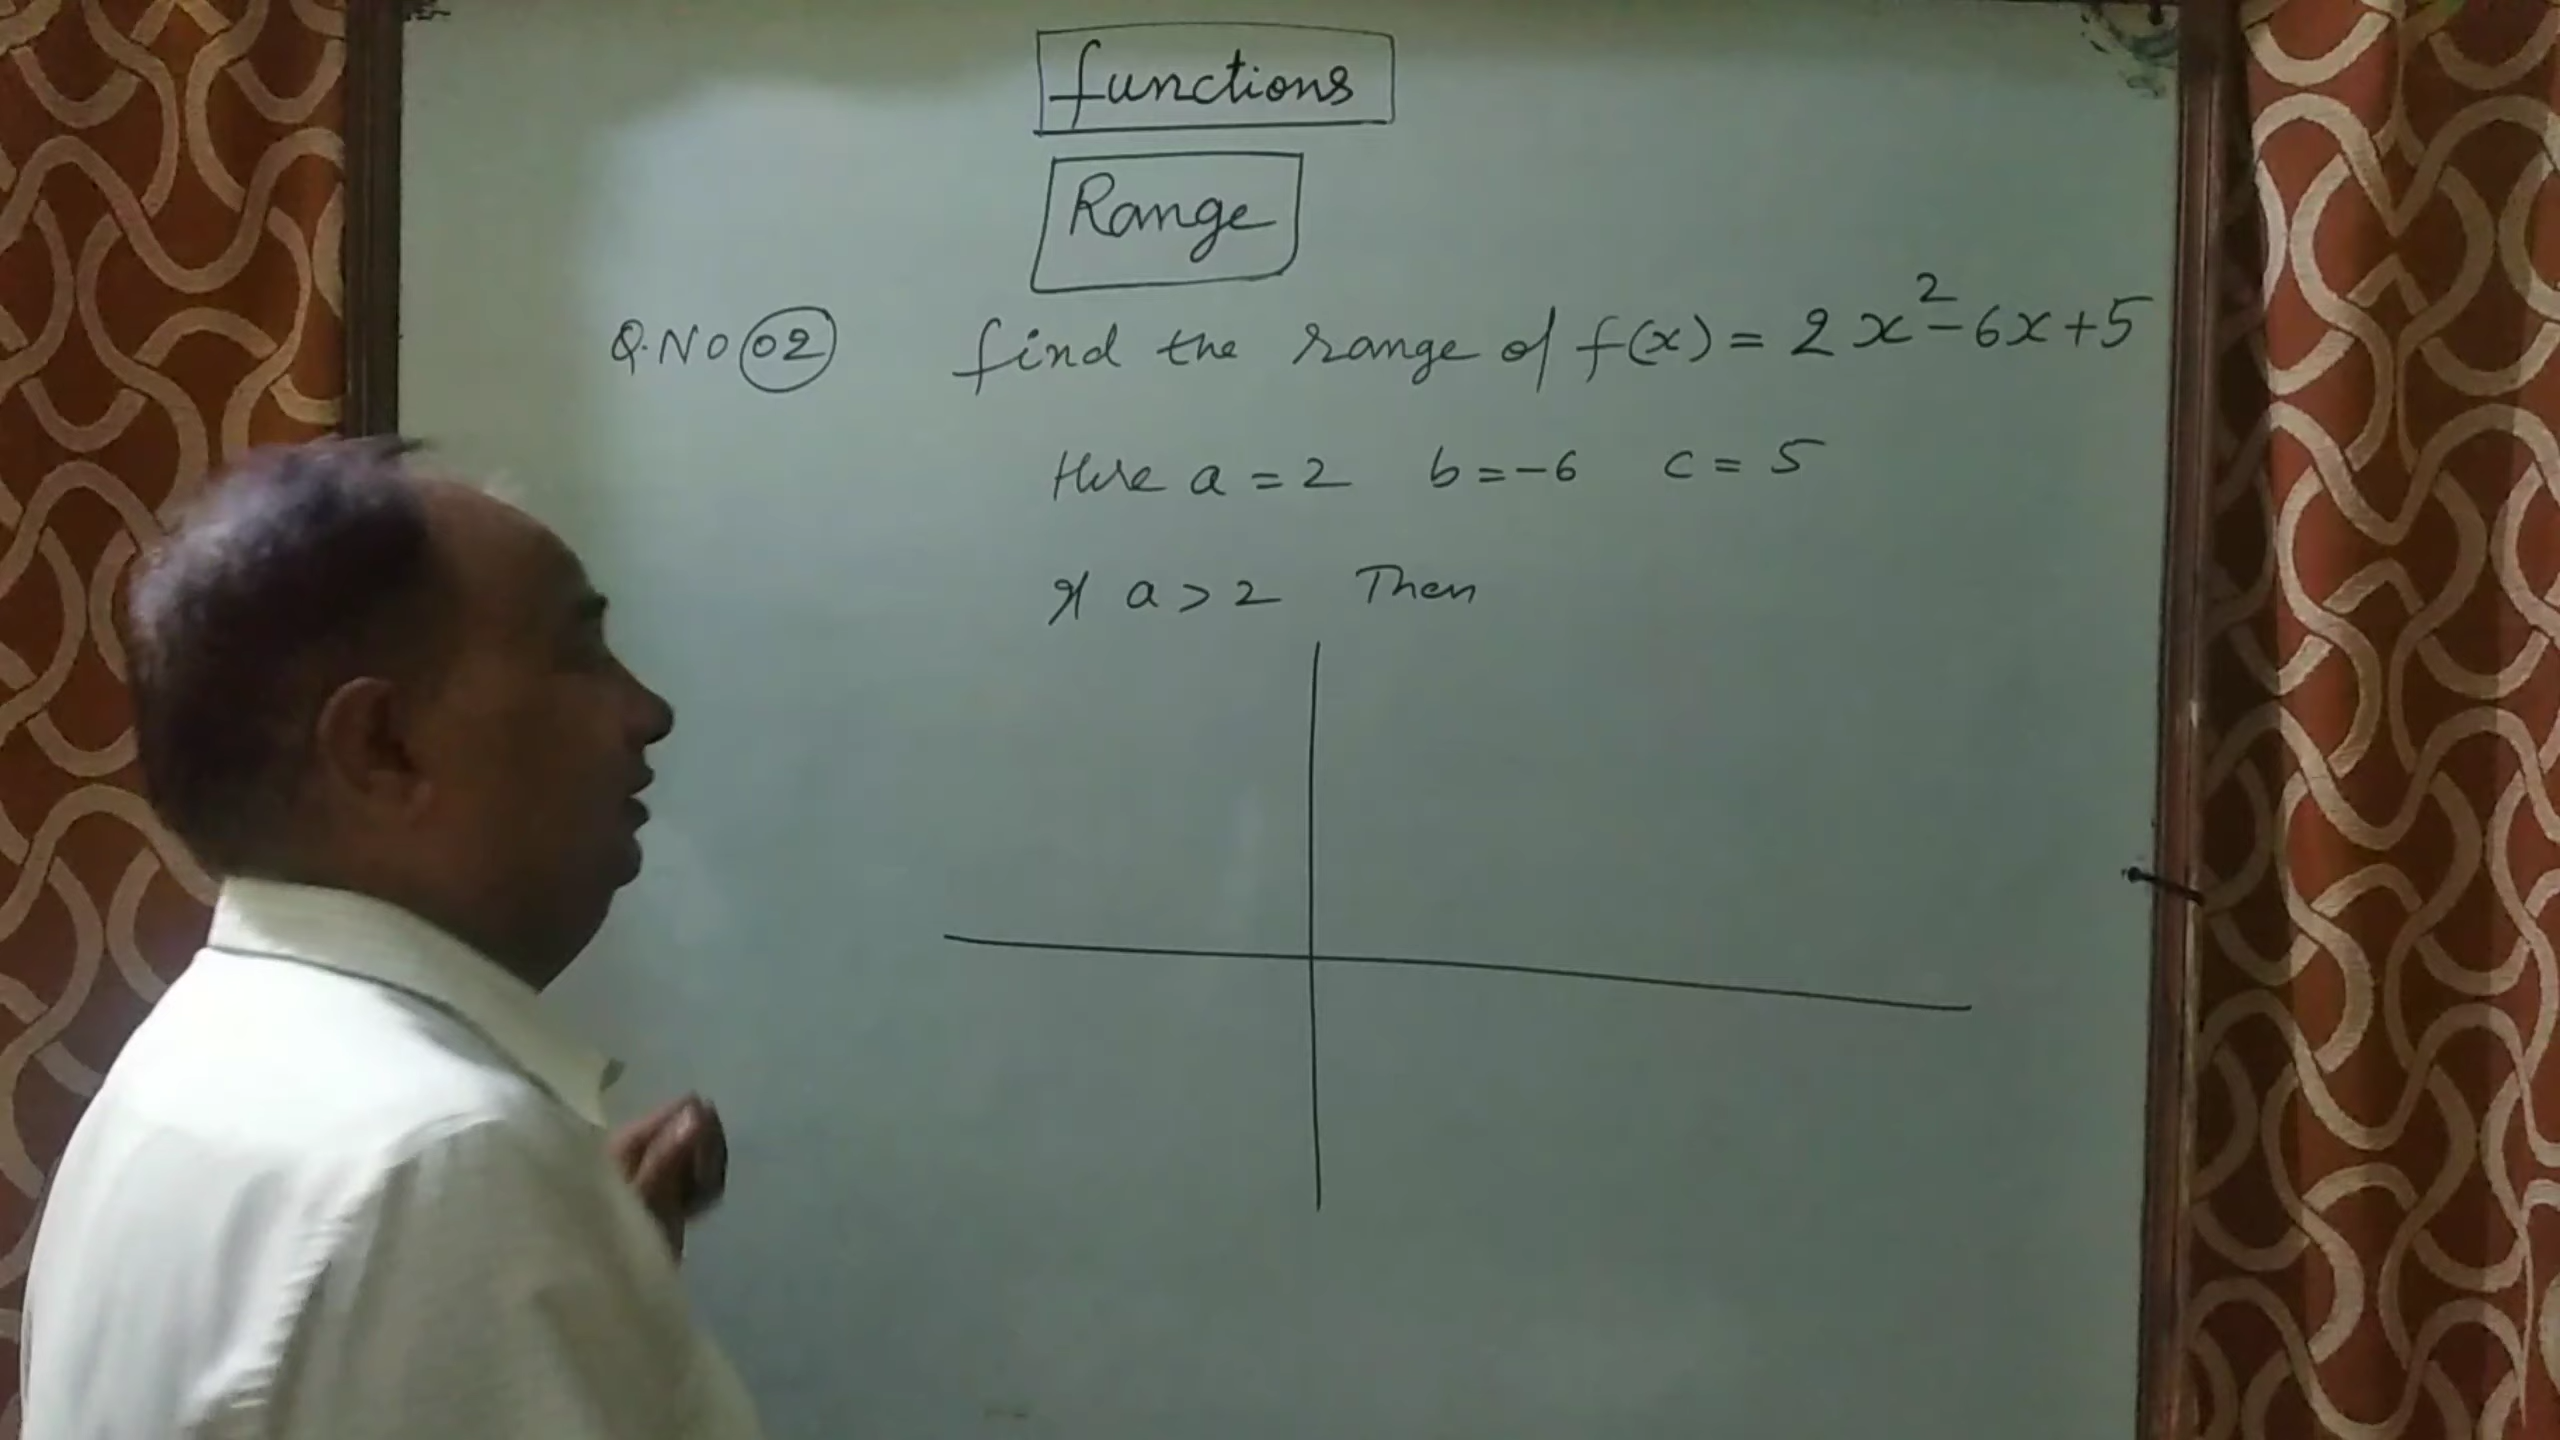 functions
Range
Q.NO 02 find the range of f(x) = 2x²-6x+5
Here a = 2 b = -6 c = 5
If a > 2 Then